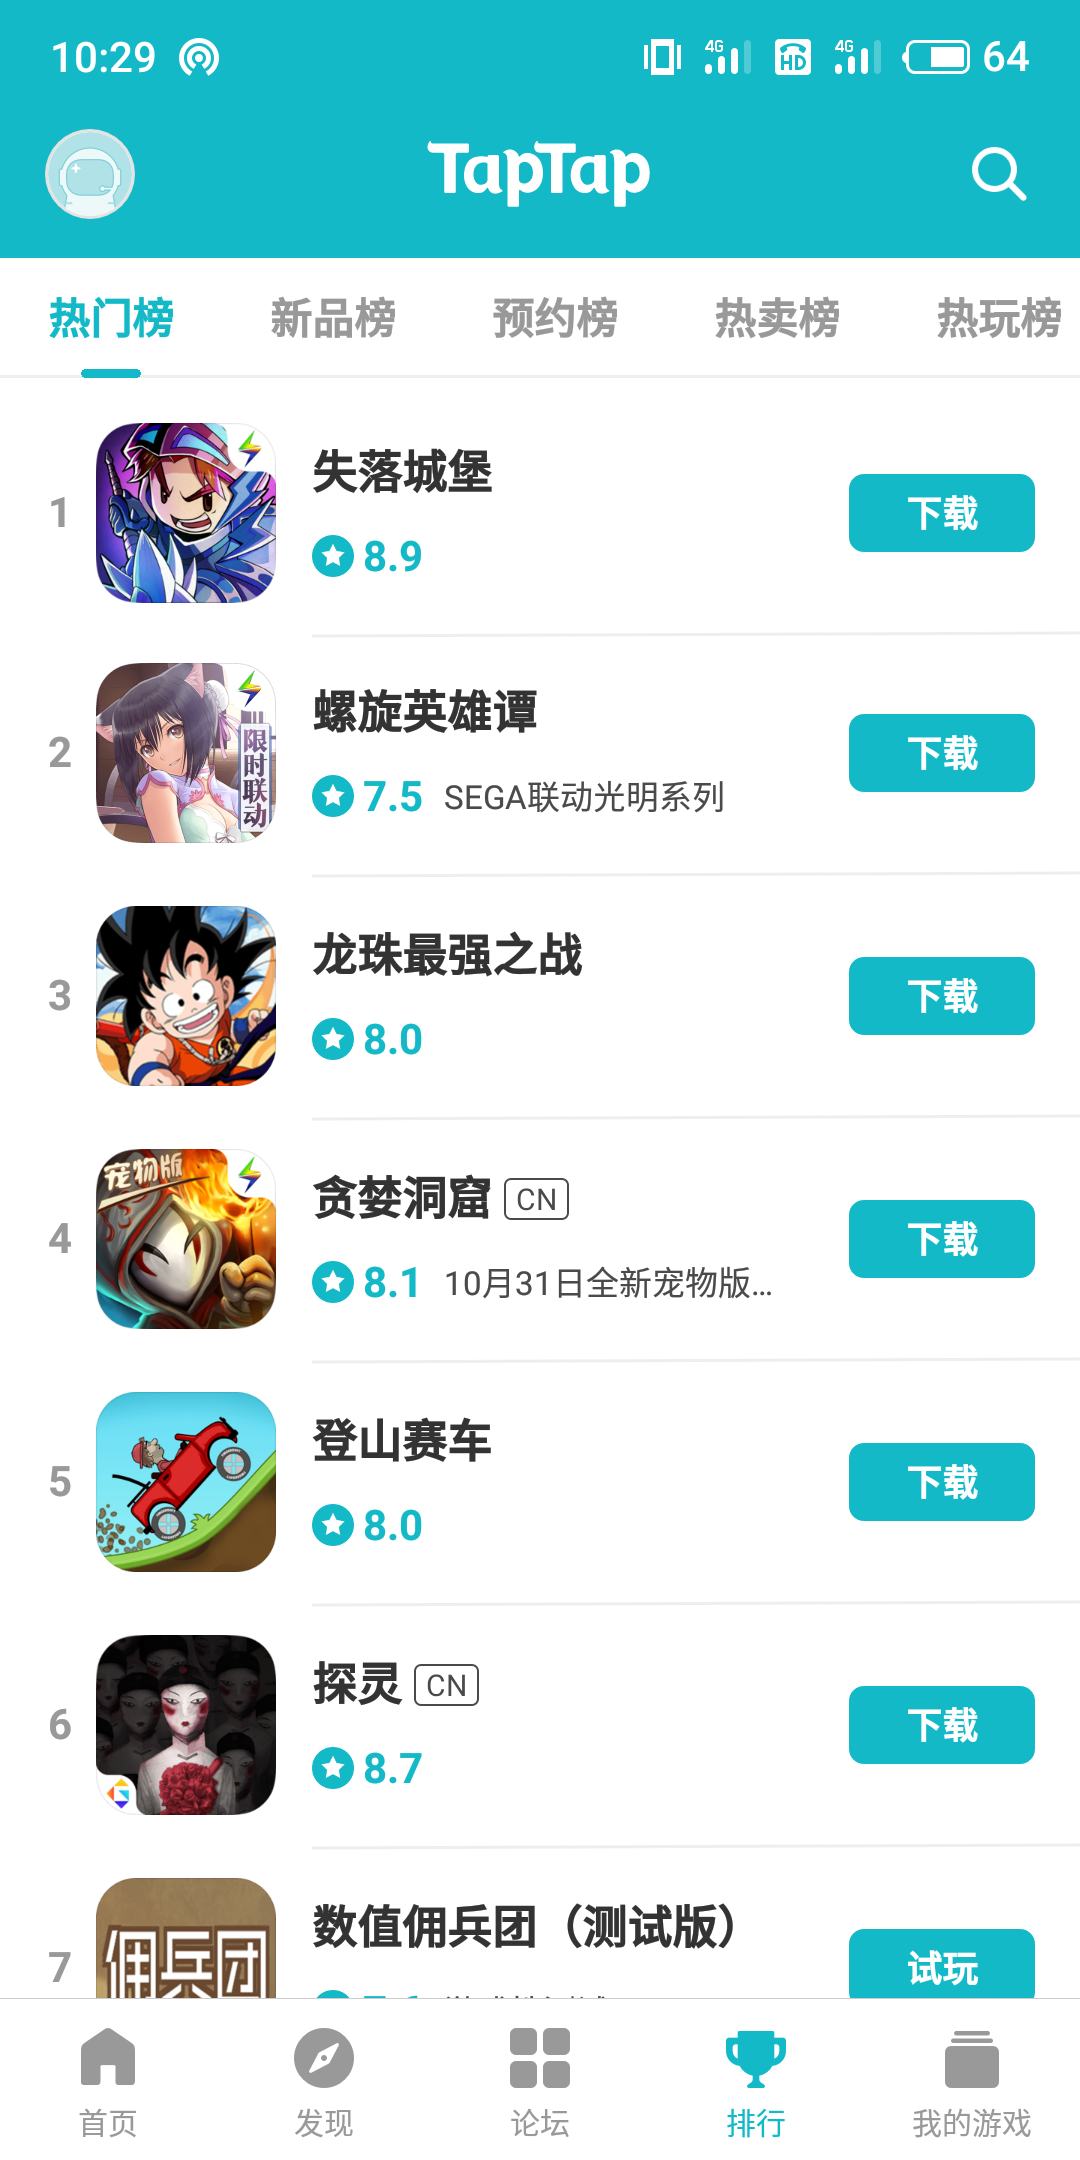 10:29
4G
HD
4G
64
TapTap
热门榜 新品榜 预约榜 热卖榜 热玩榜
1
失落城堡
8.9
下载
2
限时联动
螺旋英雄谭
7.5 SEGA联动光明系列
下载
3
龙珠最强之战
8.0
下载
4
宠物版
贪婪洞窟 CN
8.1 10月31日全新宠物版...
下载
5
登山赛车
8.0
下载
6
探灵 CN
8.7
下载
7
佣兵团
数值佣兵团（测试版）
试玩
首页 发现 论坛 排行 我的游戏